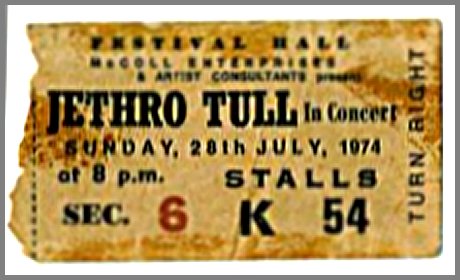 FESTIVAL HALL
McCOLL ENTERPRISES
& ARTIST CONSULTANTS present
JETHRO TULL In Concert
SUNDAY, 28th JULY, 1974
at 8 p.m. STALLS
SEC. 6 K 54
TURN/RIGHT